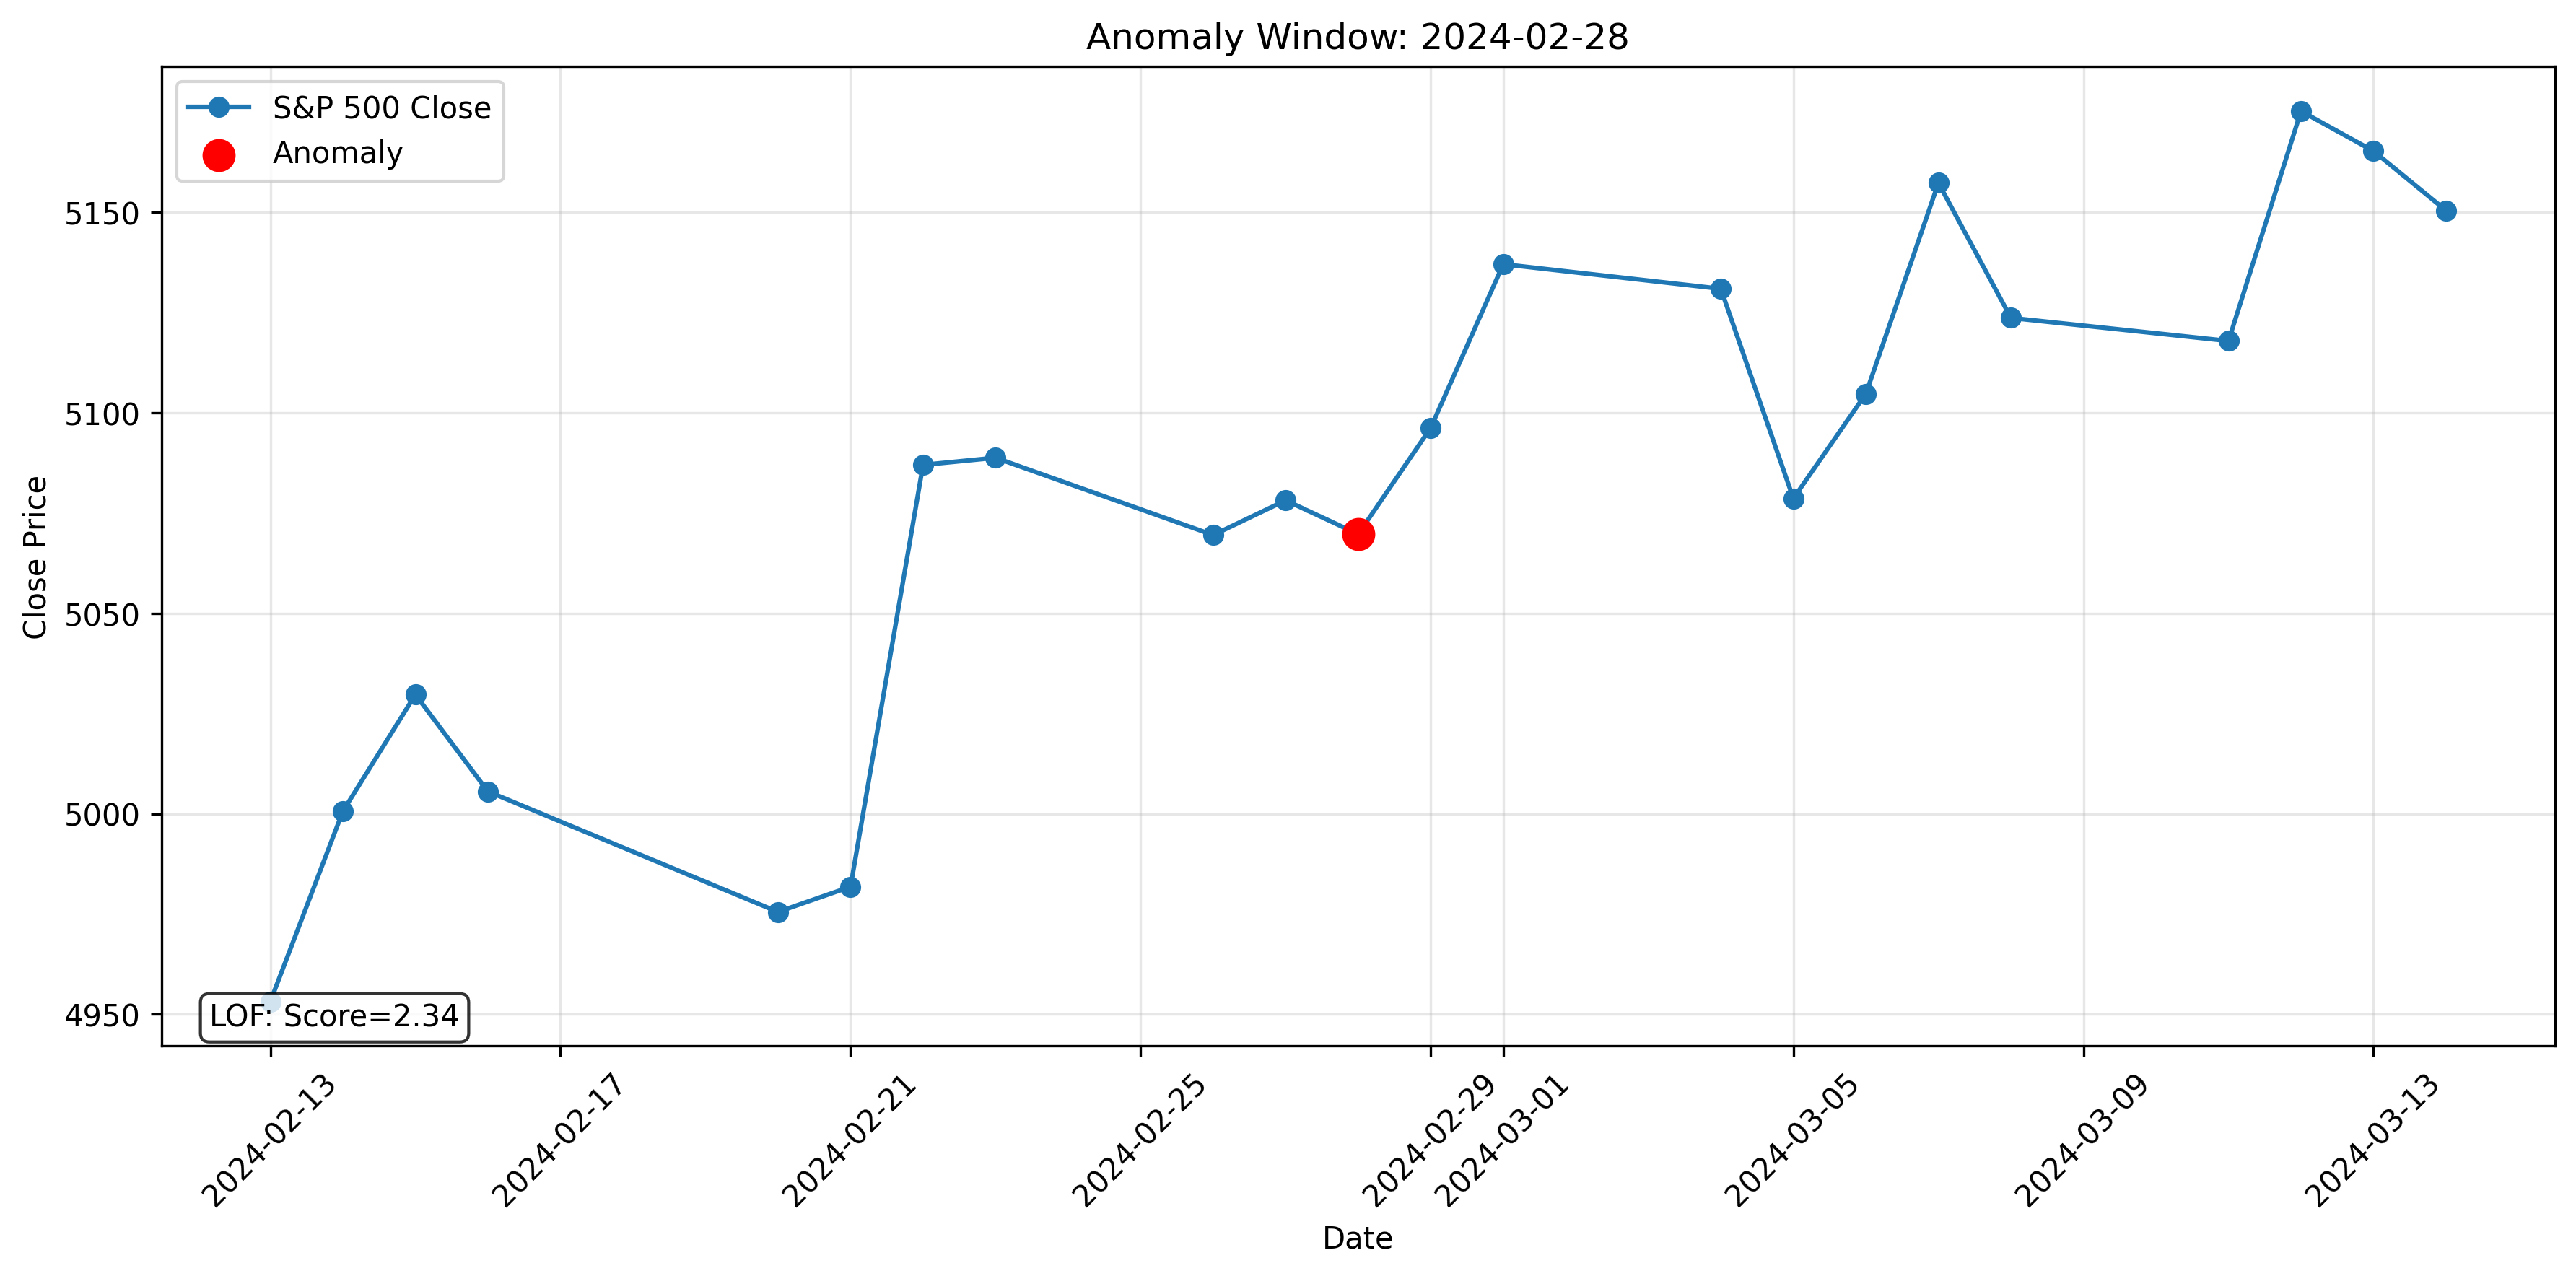 Anomaly Window: 2024-02-28
S&P 500 Close
Anomaly
Close Price
5150
5100
5050
5000
4950
LOF: Score=2.34
2024-02-13
2024-02-17
2024-02-21
2024-02-25
2024-02-29
2024-03-01
2024-03-05
2024-03-09
2024-03-13
Date